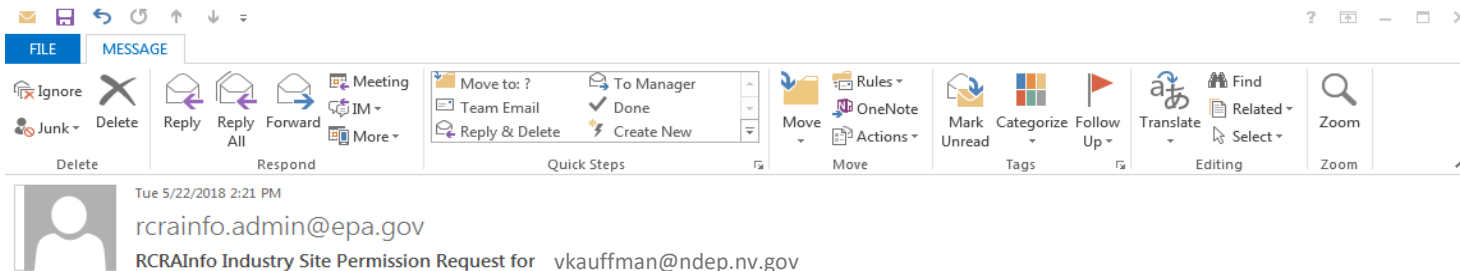 ?
FILE MESSAGE
Ignore
Junk
Delete
Reply
Reply All
Forward
Meeting
IM
More
Move to: ?
Team Email
Reply & Delete
To Manager
Done
Create New
Move
Rules
OneNote
Actions
Mark Unread
Categorize
Follow Up
Translate
Find
Related
Select
Zoom
Delete Respond Quick Steps Move Tags Editing Zoom
Tue 5/22/2018 2:21 PM
rcrainfo.admin@epa.gov
RCRAInfo Industry Site Permission Request for vkauffman@ndep.nv.gov